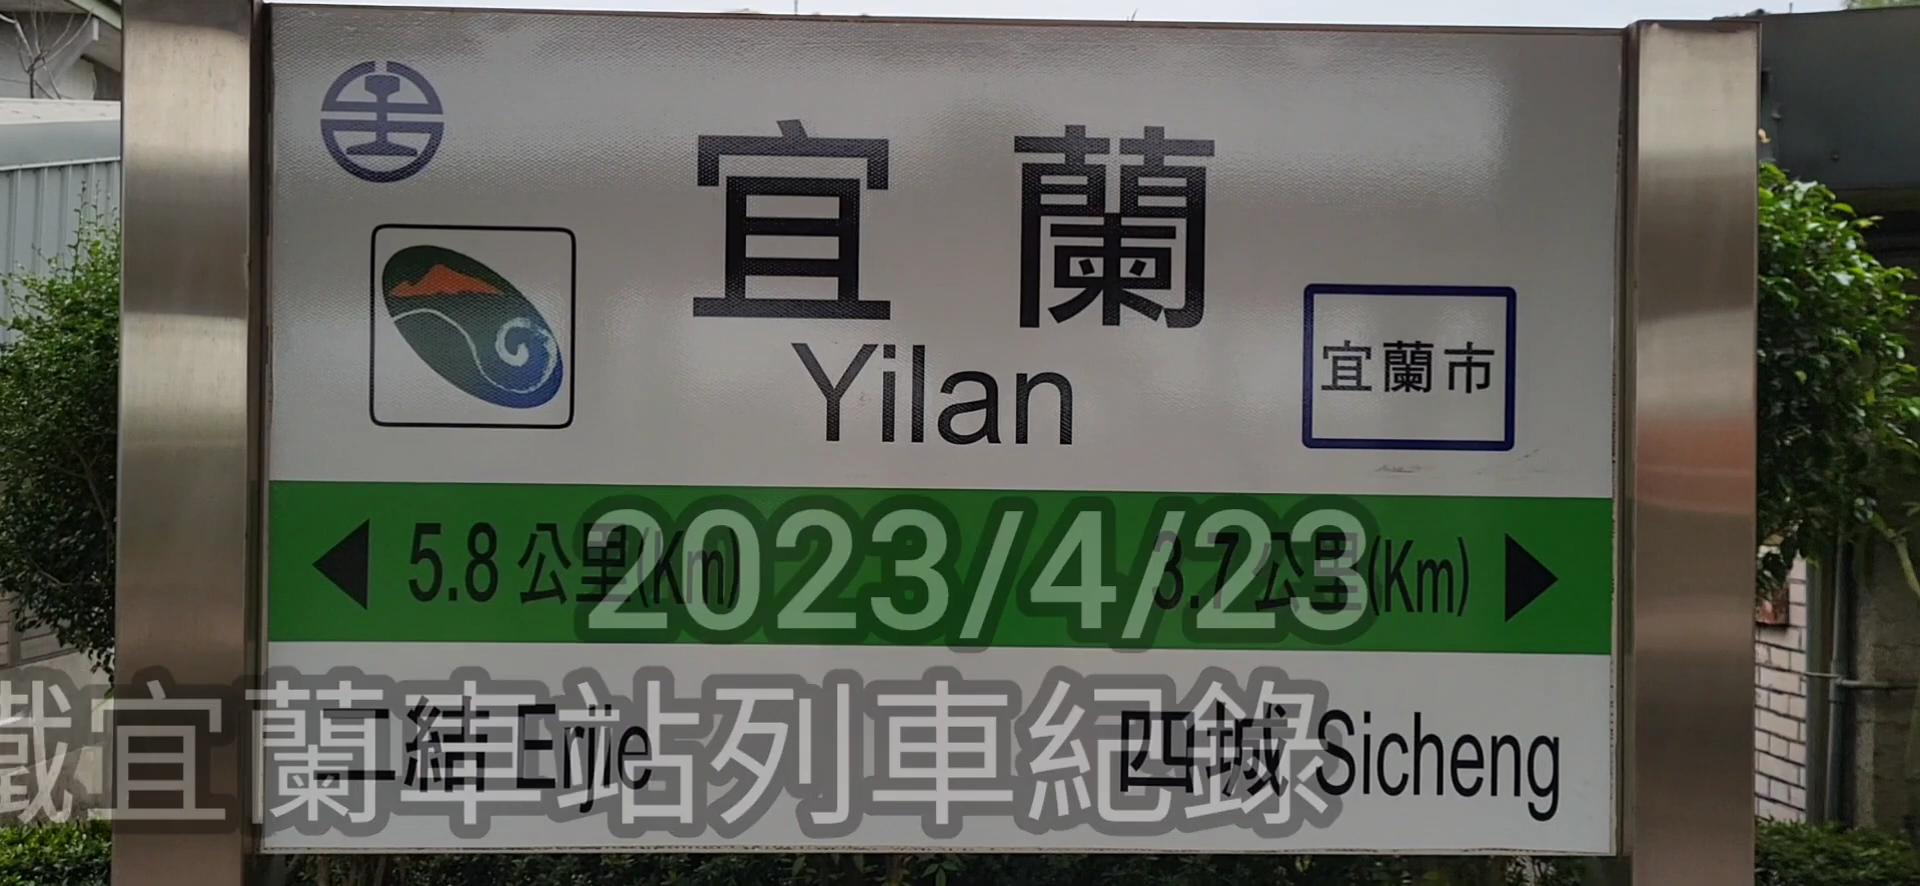 宜蘭
Yilan
宜蘭市
5.8 公里(Km)
3.7 公里(Km)
2023/4/23
二結 Erjie
四城 Sicheng
鐵宜蘭車站列車紀錄